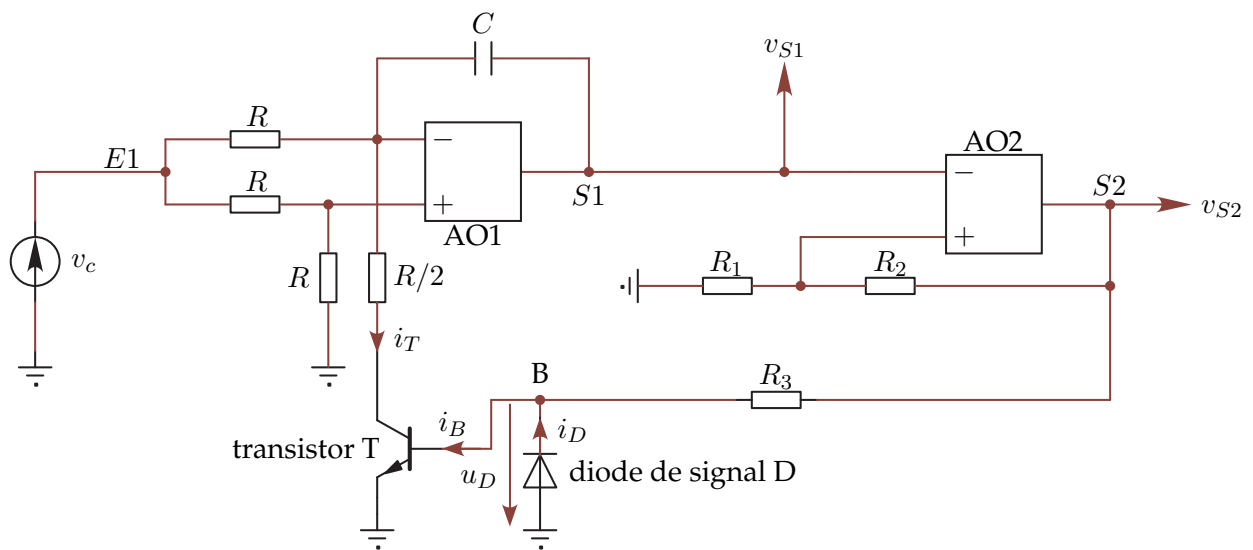 C
v_{S1}
R
AO1
E1
R
S1
AO2
S2
v_{S2}
v_c
R
R/2
R_1
R_2
i_T
B
R_3
transistor T
i_B
i_D
u_D
diode de signal D
−
+
−
+